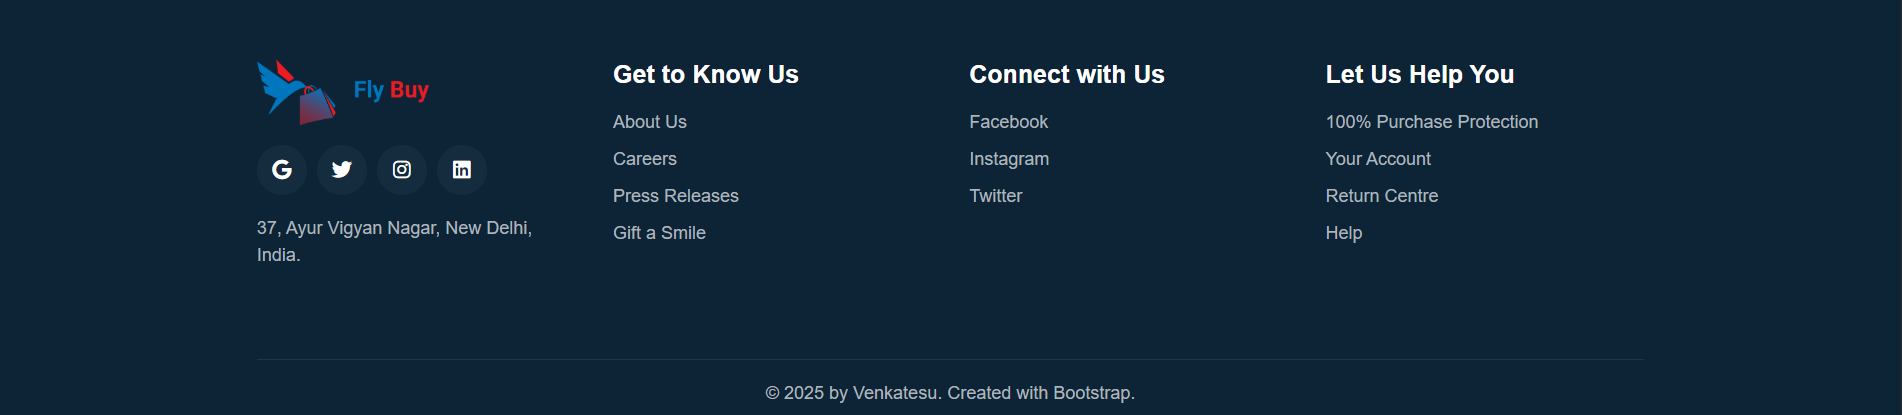 Fly Buy
37, Ayur Vigyan Nagar, New Delhi,
India.
Get to Know Us
About Us
Careers
Press Releases
Gift a Smile
Connect with Us
Facebook
Instagram
Twitter
Let Us Help You
100% Purchase Protection
Your Account
Return Centre
Help
© 2025 by Venkatesu. Created with Bootstrap.